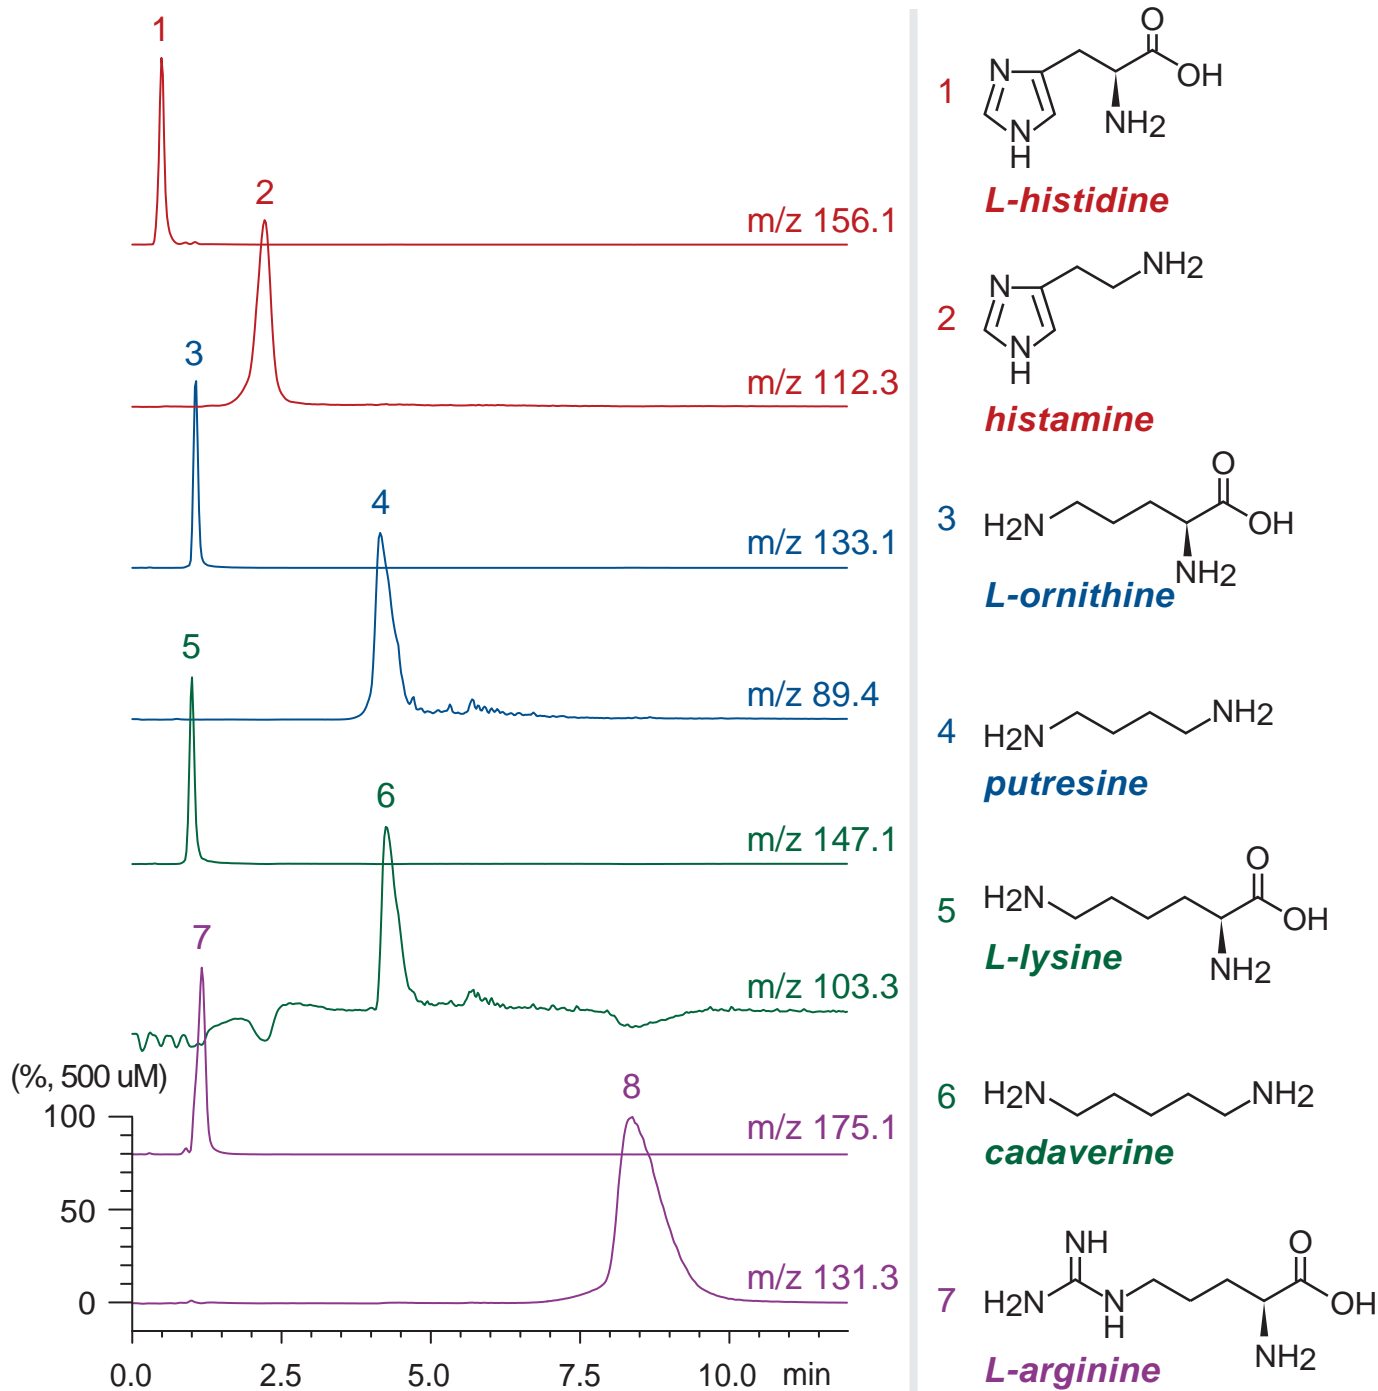 1
2
m/z 156.1
3
m/z 112.3
4
m/z 133.1
5
m/z 89.4
6
m/z 147.1
7
m/z 103.3
(%, 500 uM)
8
100
m/z 175.1
50
m/z 131.3
0
0.0 2.5 5.0 7.5 10.0 min
1
O
N
OH
NH2
N
H
L-histidine
2
NH2
N
N
H
histamine
3
O
H2N
OH
NH2
L-ornithine
4
NH2
H2N
putresine
5
O
H2N
OH
NH2
L-lysine
6
H2N
NH2
cadaverine
7
NH
O
H2N
N
H
OH
NH2
L-arginine